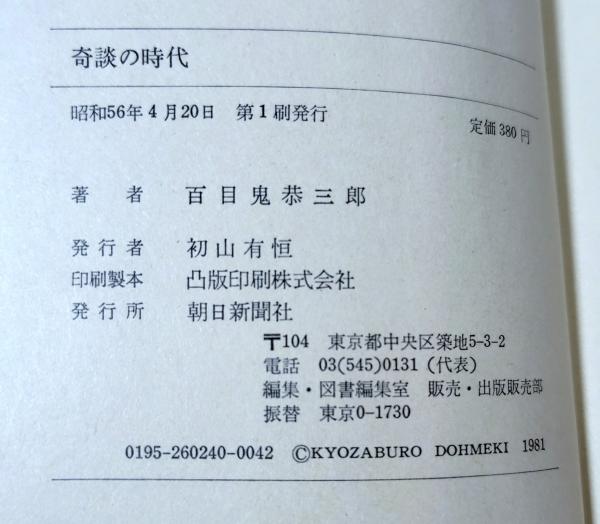 奇談の時代
昭和56年4月20日 第1刷発行
定価380円
著者 百目鬼恭三郎
発行者 初山有恒
印刷製本 凸版印刷株式会社
発行所 朝日新聞社
〒104 東京都中央区築地5-3-2
電話 03(545)0131(代表)
編集・図書編集室 販売・出版販売部
振替 東京0-1730
0195-260240-0042 ©KYOZABURO DOHMEKI 1981